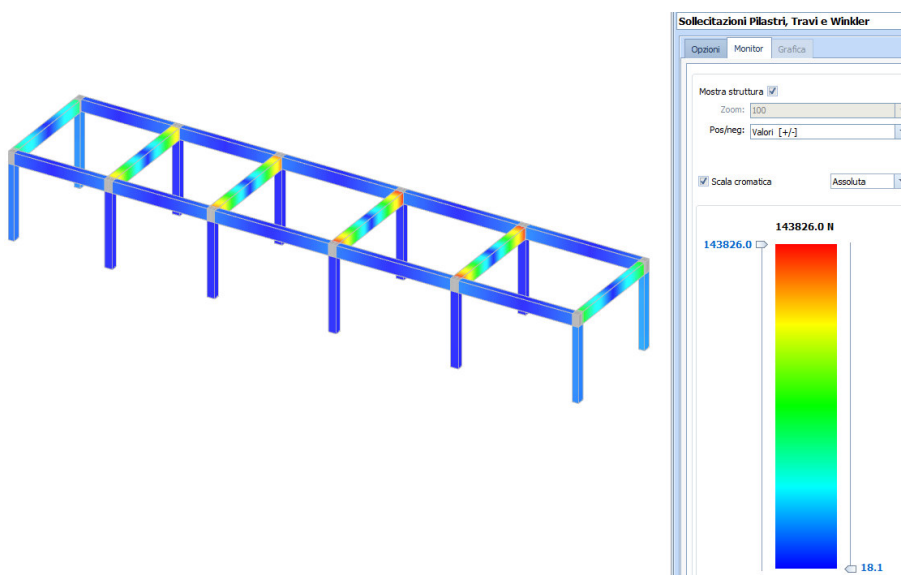 Sollecitazioni Pilastri, Travi e Winkler
Opzioni Monitor Grafica
Mostra struttura
Zoom: 100
Pos/neg: Valori [+/-]
Scala cromatica Assoluta
143826.0 N
143826.0
18.1